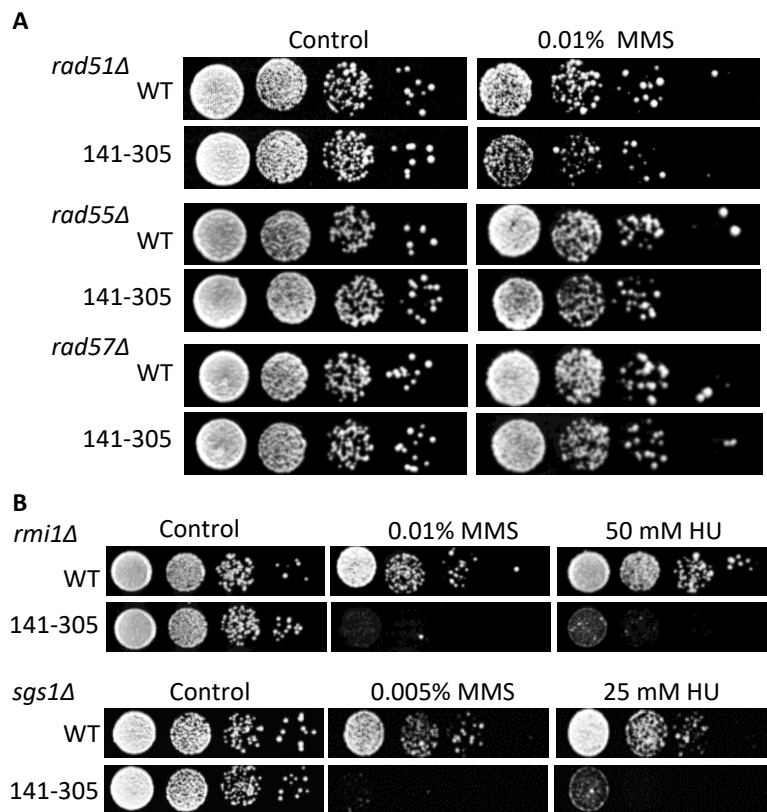 A
Control 0.01% MMS
rad51Δ
WT
141-305
rad55Δ
WT
141-305
rad57Δ
WT
141-305
B
rmi1Δ Control 0.01% MMS 50 mM HU
WT
141-305
sgs1Δ Control 0.005% MMS 25 mM HU
WT
141-305